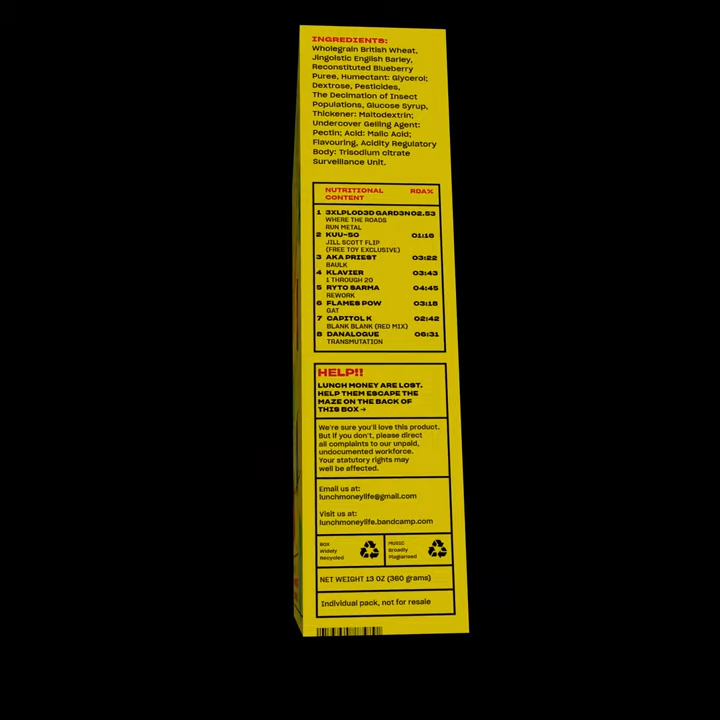 INGREDIENTS:
Wholegrain British Wheat,
Jingoistic English Barley,
Reconstituted Blueberry
Puree, Humectant: Glycerol;
Dextrose, Pesticides,
The Decimation of Insect
Populations, Glucose Syrup,
Thickener: Maltodextrin;
Undercover Gelling Agent:
Pectin; Acid: Malic Acid;
Flavouring, Acidity Regulatory
Body: Trisodium citrate
Surveillance Unit.
NUTRITIONAL CONTENT RDA%
1 3XLPLOD3D GARD3N 02.53
WHERE THE ROADS
RUN METAL
2 KUU-SO 01:16
JILL SCOTT FLIP
(FREE TOY EXCLUSIVE)
3 AKA PRIEST 03:22
BAULK
4 KLAVIER 03:43
1 THROUGH 20
5 RYTO SARMA 04:45
REWORK
6 FLAMES POW 03:18
GAT
7 CAPITOL K 02:42
BLANK BLANK (RED MIX)
8 DANALOGUE 06:31
TRANSMUTATION
HELP!!
LUNCH MONEY ARE LOST.
HELP THEM ESCAPE THE
MAZE ON THE BACK OF
THIS BOX →
We're sure you'll love this product.
But if you don't, please direct
all complaints to our unpaid,
undocumented workforce.
Your statutory rights may
well be affected.
Email us at:
lunchmoneylife@gmail.com
Visit us at:
lunchmoneylife.bandcamp.com
BOX
Widely
Recycled
MUSIC
Broadly
Plagiarised
NET WEIGHT 13 OZ (360 grams)
Individual pack, not for resale